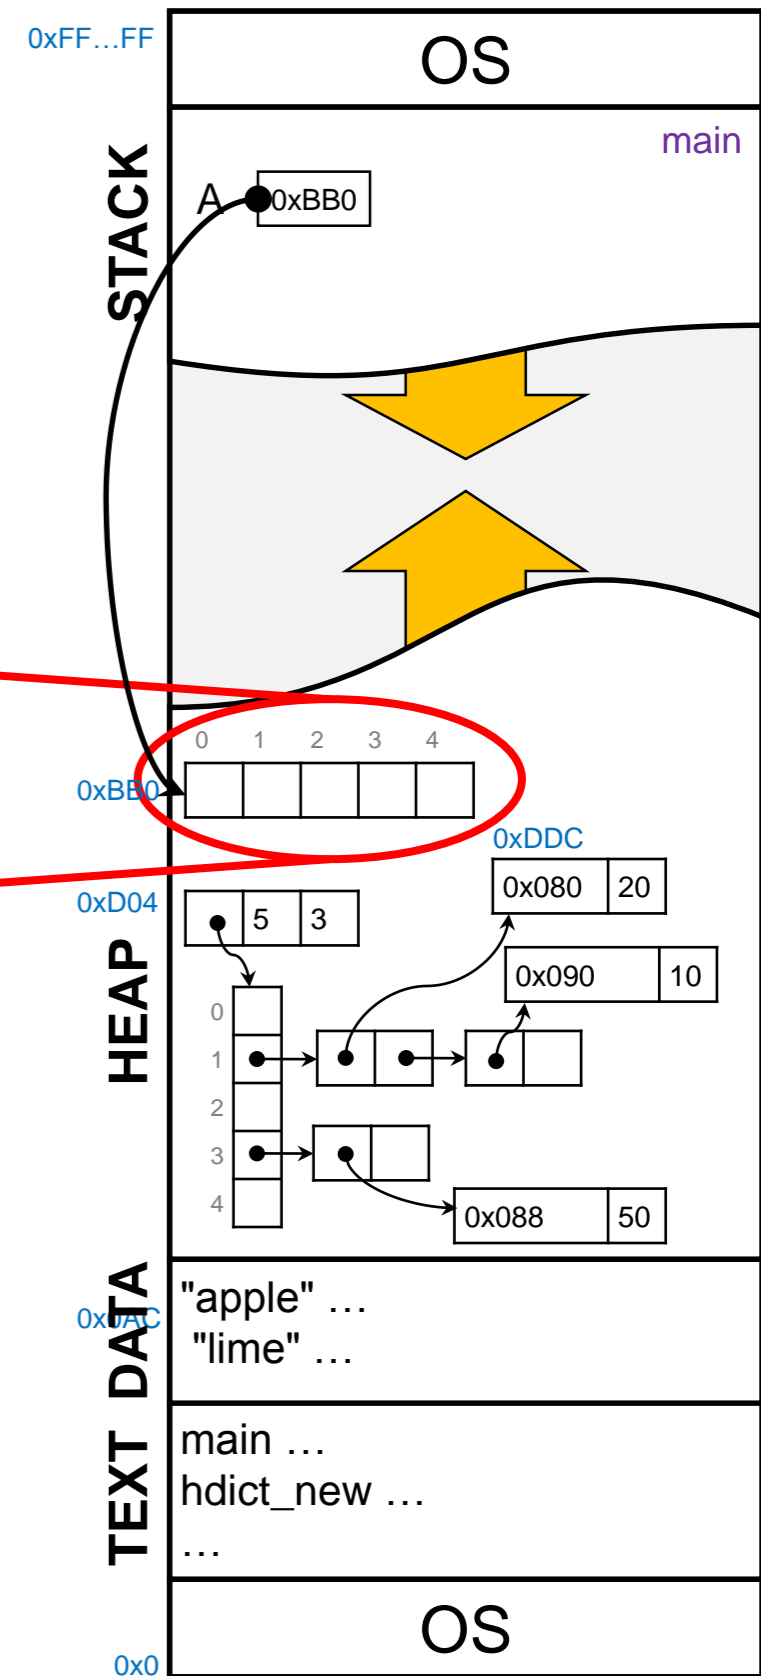 0xFF…FF
OS
main
STACK
A
0xBB0
0 1 2 3 4
0xBB0
0xDDC
0x080 20
0xD04
5 3
0x090 10
HEAP
0
1
2
3
4
0x088 50
DATA
0x0AC
"apple" …
"lime" …
TEXT
main …
hdict_new …
…
OS
0x0